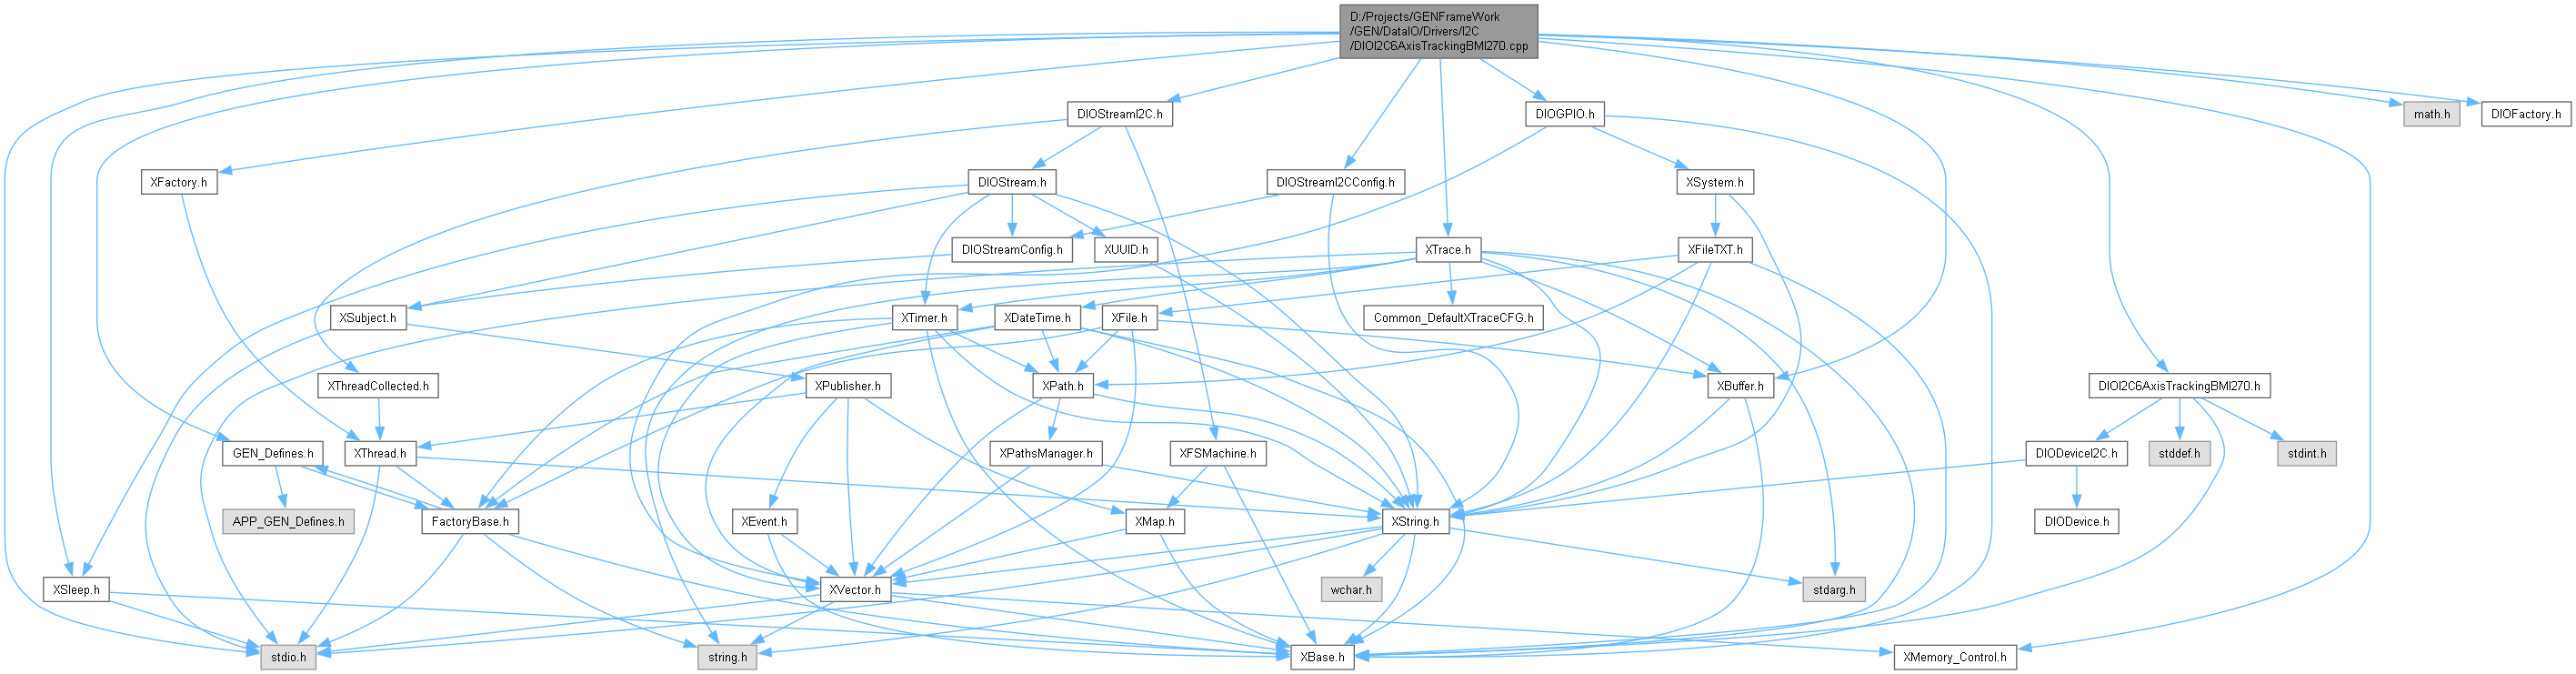 D:/Projects/GENFrameWork
/GEN/DataIO/Drivers/I2C
/DIOI2C6AxisTrackingBMI270.cpp
DIOStreamI2C.h
DIOGPIO.h
math.h
DIOFactory.h
XFactory.h
DIOStream.h
DIOStreamI2CConfig.h
XSystem.h
DIOStreamConfig.h
XUUID.h
XTrace.h
XFileTXT.h
XSubject.h
XTimer.h
XDateTime.h
XFile.h
Common_DefaultXTraceCFG.h
XThreadCollected.h
XPublisher.h
XPath.h
XBuffer.h
DIOI2C6AxisTrackingBMI270.h
GEN_Defines.h
XThread.h
XPathsManager.h
XFSMachine.h
DIODeviceI2C.h
stddef.h
stdint.h
APP_GEN_Defines.h
FactoryBase.h
XEvent.h
XMap.h
XString.h
DIODevice.h
XSleep.h
XVector.h
wchar.h
stdarg.h
stdio.h
string.h
XBase.h
XMemory_Control.h